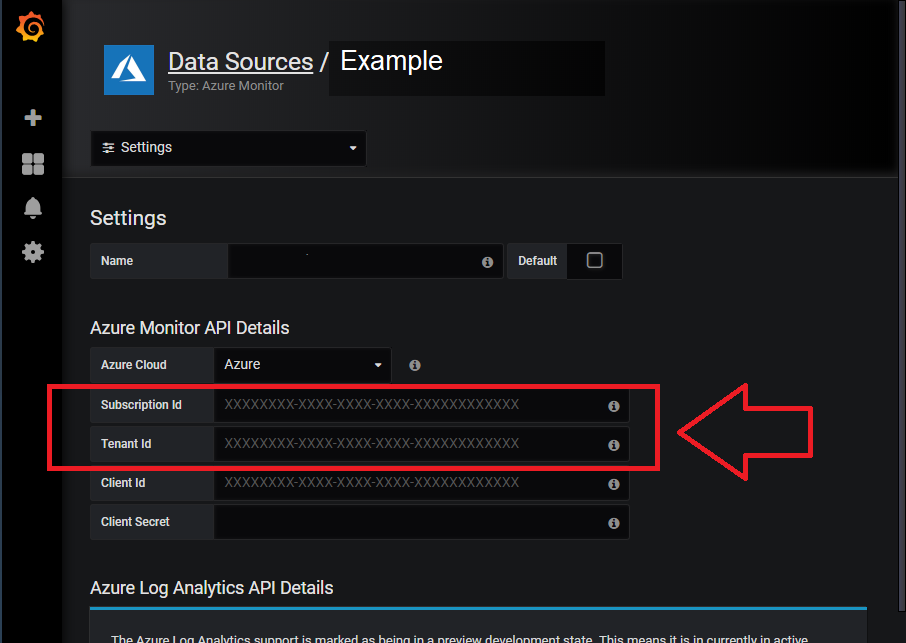 Data Sources / Example
Type: Azure Monitor
Settings
Settings
Name
Default
Azure Monitor API Details
Azure Cloud Azure
Subscription Id XXXXXXXX-XXXX-XXXX-XXXX-XXXXXXXXXXXX
Tenant Id XXXXXXXX-XXXX-XXXX-XXXX-XXXXXXXXXXXX
Client Id XXXXXXXX-XXXX-XXXX-XXXX-XXXXXXXXXXXX
Client Secret
Azure Log Analytics API Details
The Azure Log Analytics support is marked as being in a preview development state. This means it is in currently in active